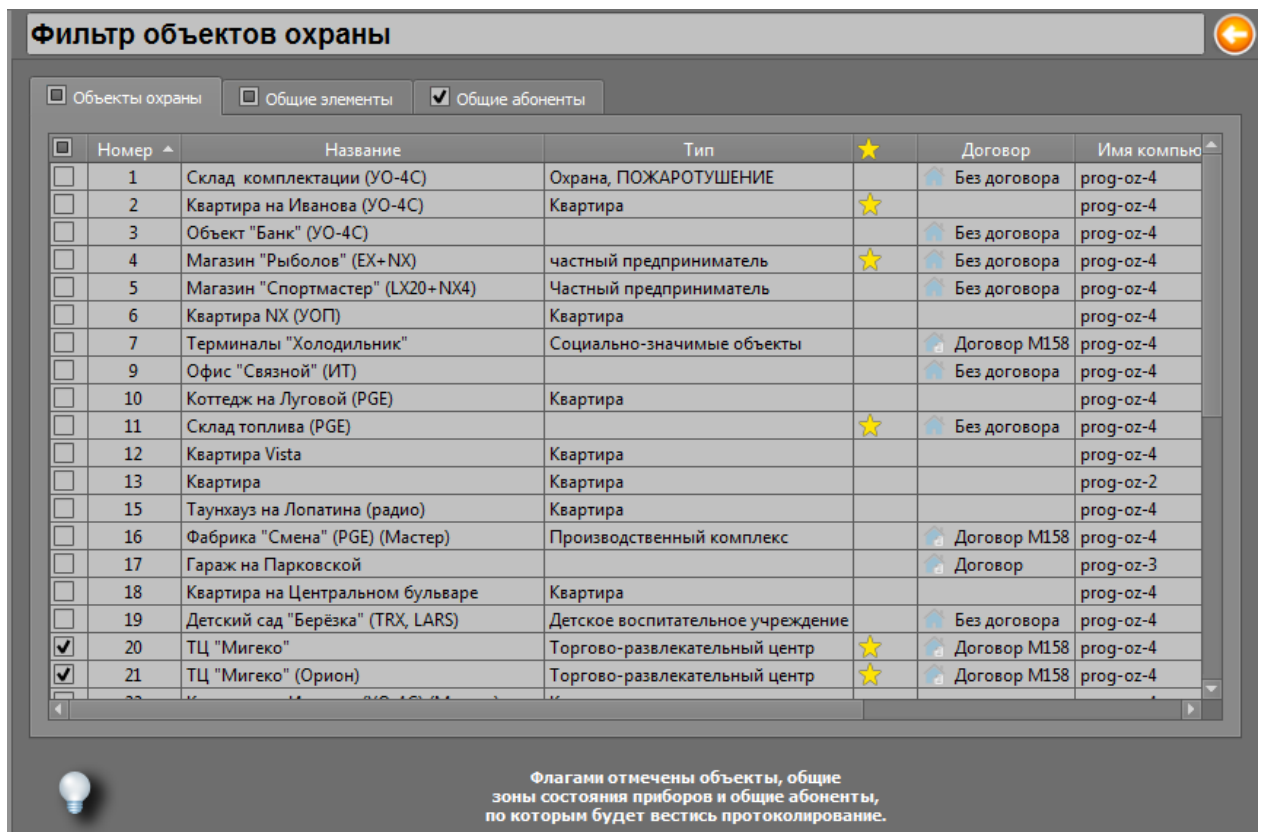 Фильтр объектов охраны
Объекты охраны Общие элементы Общие абоненты
Номер Название Тип Договор Имя компью
1 Склад комплектации (УО-4С) Охрана, ПОЖАРОТУШЕНИЕ Без договора prog-oz-4
2 Квартира на Иванова (УО-4С) Квартира prog-oz-4
3 Объект "Банк" (УО-4С) Без договора prog-oz-4
4 Магазин "Рыболов" (EX+NX) частный предприниматель Без договора prog-oz-4
5 Магазин "Спортмастер" (LX20+NX4) Частный предприниматель Без договора prog-oz-4
6 Квартира NX (УОП) Квартира prog-oz-4
7 Терминалы "Холодильник" Социально-значимые объекты Договор М158 prog-oz-4
9 Офис "Связной" (ИТ) Без договора prog-oz-4
10 Коттедж на Луговой (PGE) Квартира prog-oz-4
11 Склад топлива (PGE) Без договора prog-oz-4
12 Квартира Vista Квартира prog-oz-4
13 Квартира Квартира prog-oz-2
15 Таунхауз на Лопатина (радио) Квартира prog-oz-4
16 Фабрика "Смена" (PGE) (Мастер) Производственный комплекс Договор М158 prog-oz-4
17 Гараж на Парковской Договор prog-oz-3
18 Квартира на Центральном бульваре Квартира prog-oz-4
19 Детский сад "Берёзка" (TRX, LARS) Детское воспитательное учреждение Без договора prog-oz-4
20 ТЦ "Мигеко" Торгово-развлекательный центр Договор М158 prog-oz-4
21 ТЦ "Мигеко" (Орион) Торгово-развлекательный центр Договор М158 prog-oz-4
Флагами отмечены объекты, общие
зоны состояния приборов и общие абоненты,
по которым будет вестись протоколирование.